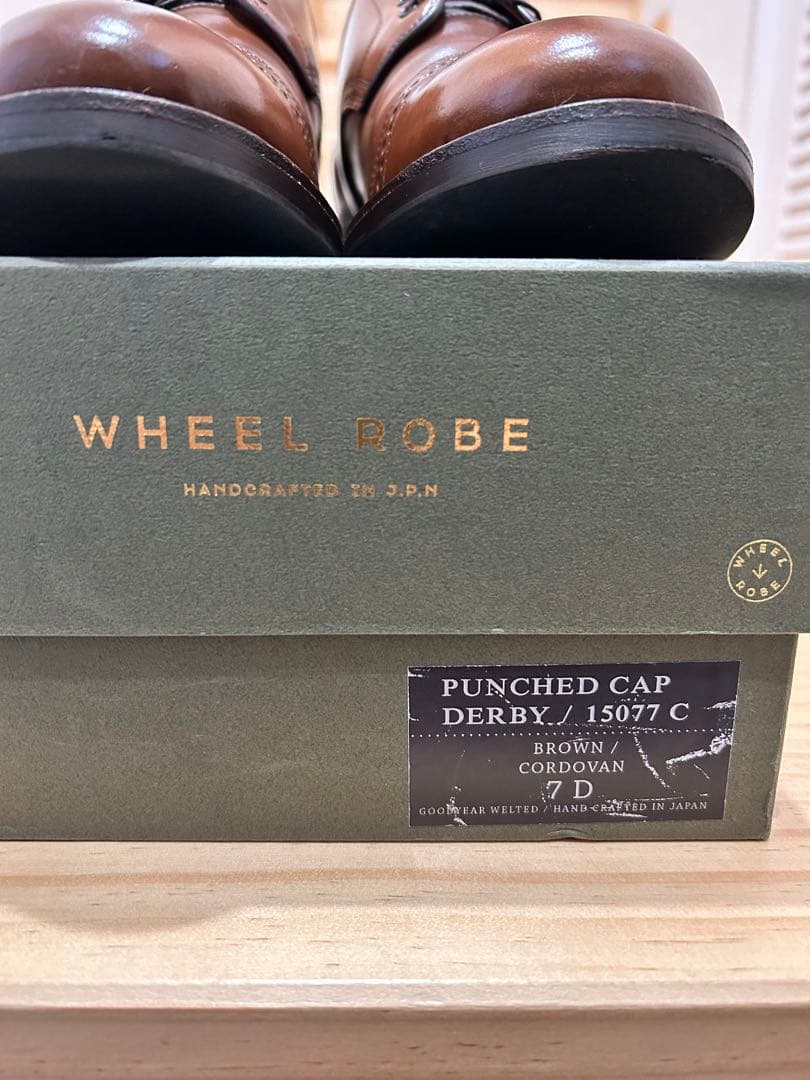 WHEEL ROBE
HANDCRAFTED IN J.P.N
WHEEL
ROBE
PUNCHED CAP
DERBY / 15077 C
BROWN /
CORDOVAN
7 D
GOODYEAR WELTED / HAND CRAFTED IN JAPAN